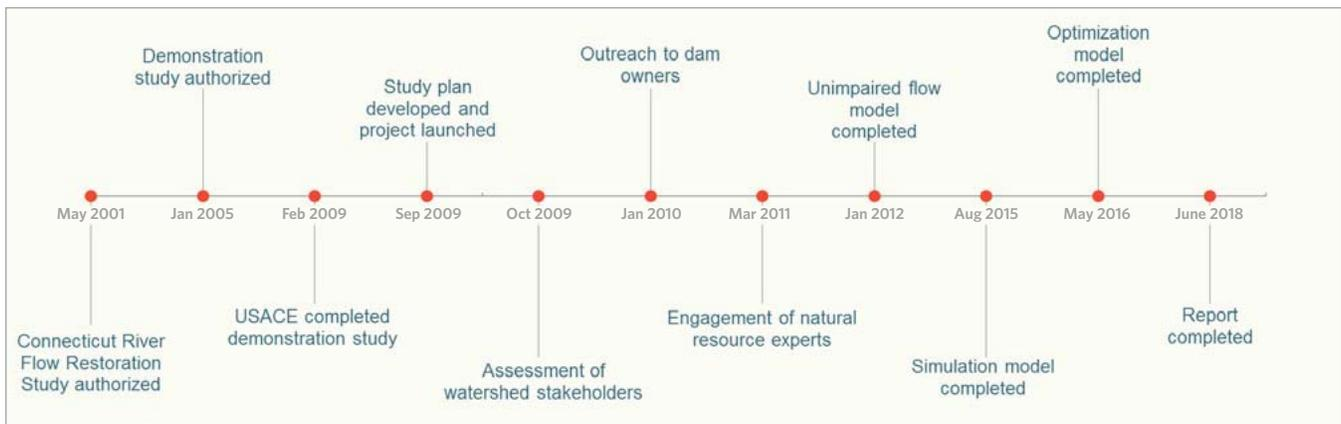 Demonstration
study authorized
Study plan
developed and
project launched
Outreach to dam
owners
Unimpaired flow
model
completed
Optimization
model
completed
May 2001
Jan 2005
Feb 2009
Sep 2009
Oct 2009
Jan 2010
Mar 2011
Jan 2012
Aug 2015
May 2016
June 2018
Connecticut River
Flow Restoration
Study authorized
USACE completed
demonstration study
Assessment of
watershed stakeholders
Engagement of natural
resource experts
Simulation model
completed
Report
completed